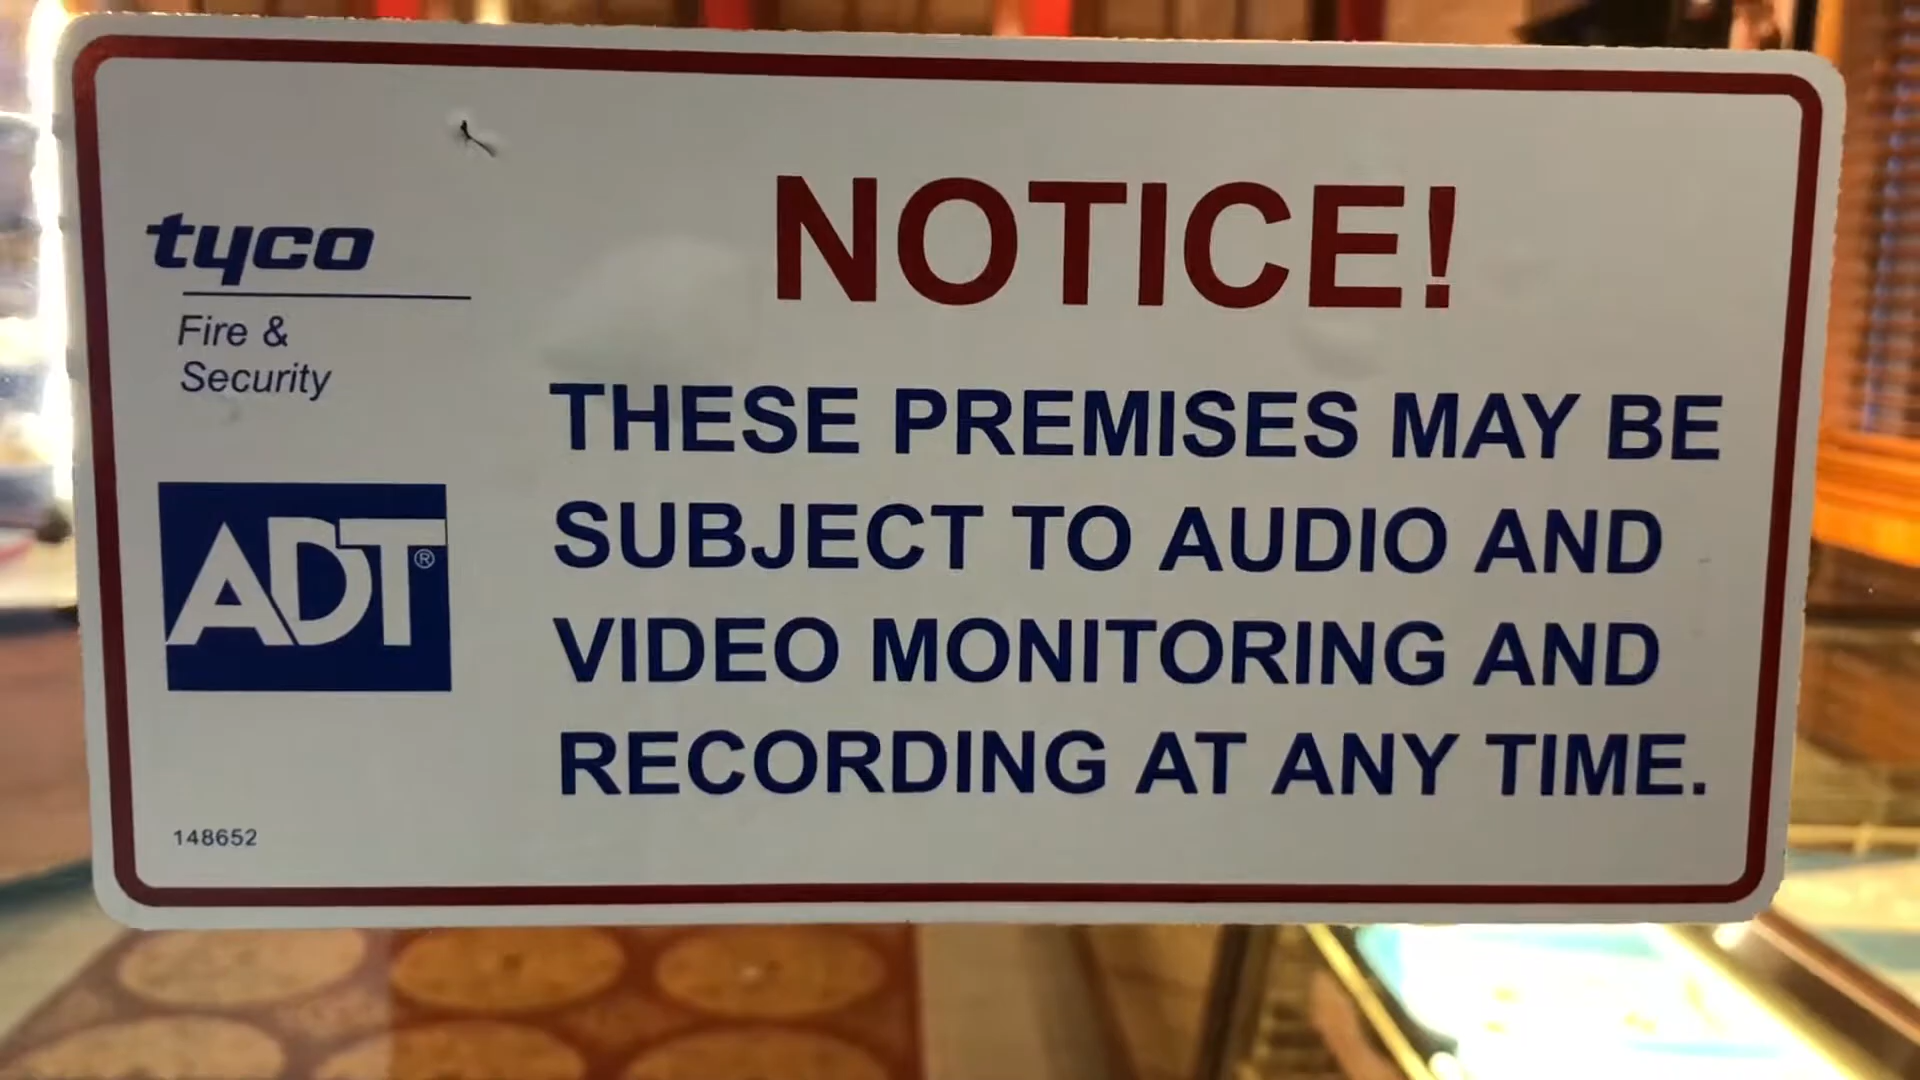 tyco
Fire &
Security
ADT®
148652
NOTICE!
THESE PREMISES MAY BE
SUBJECT TO AUDIO AND
VIDEO MONITORING AND
RECORDING AT ANY TIME.